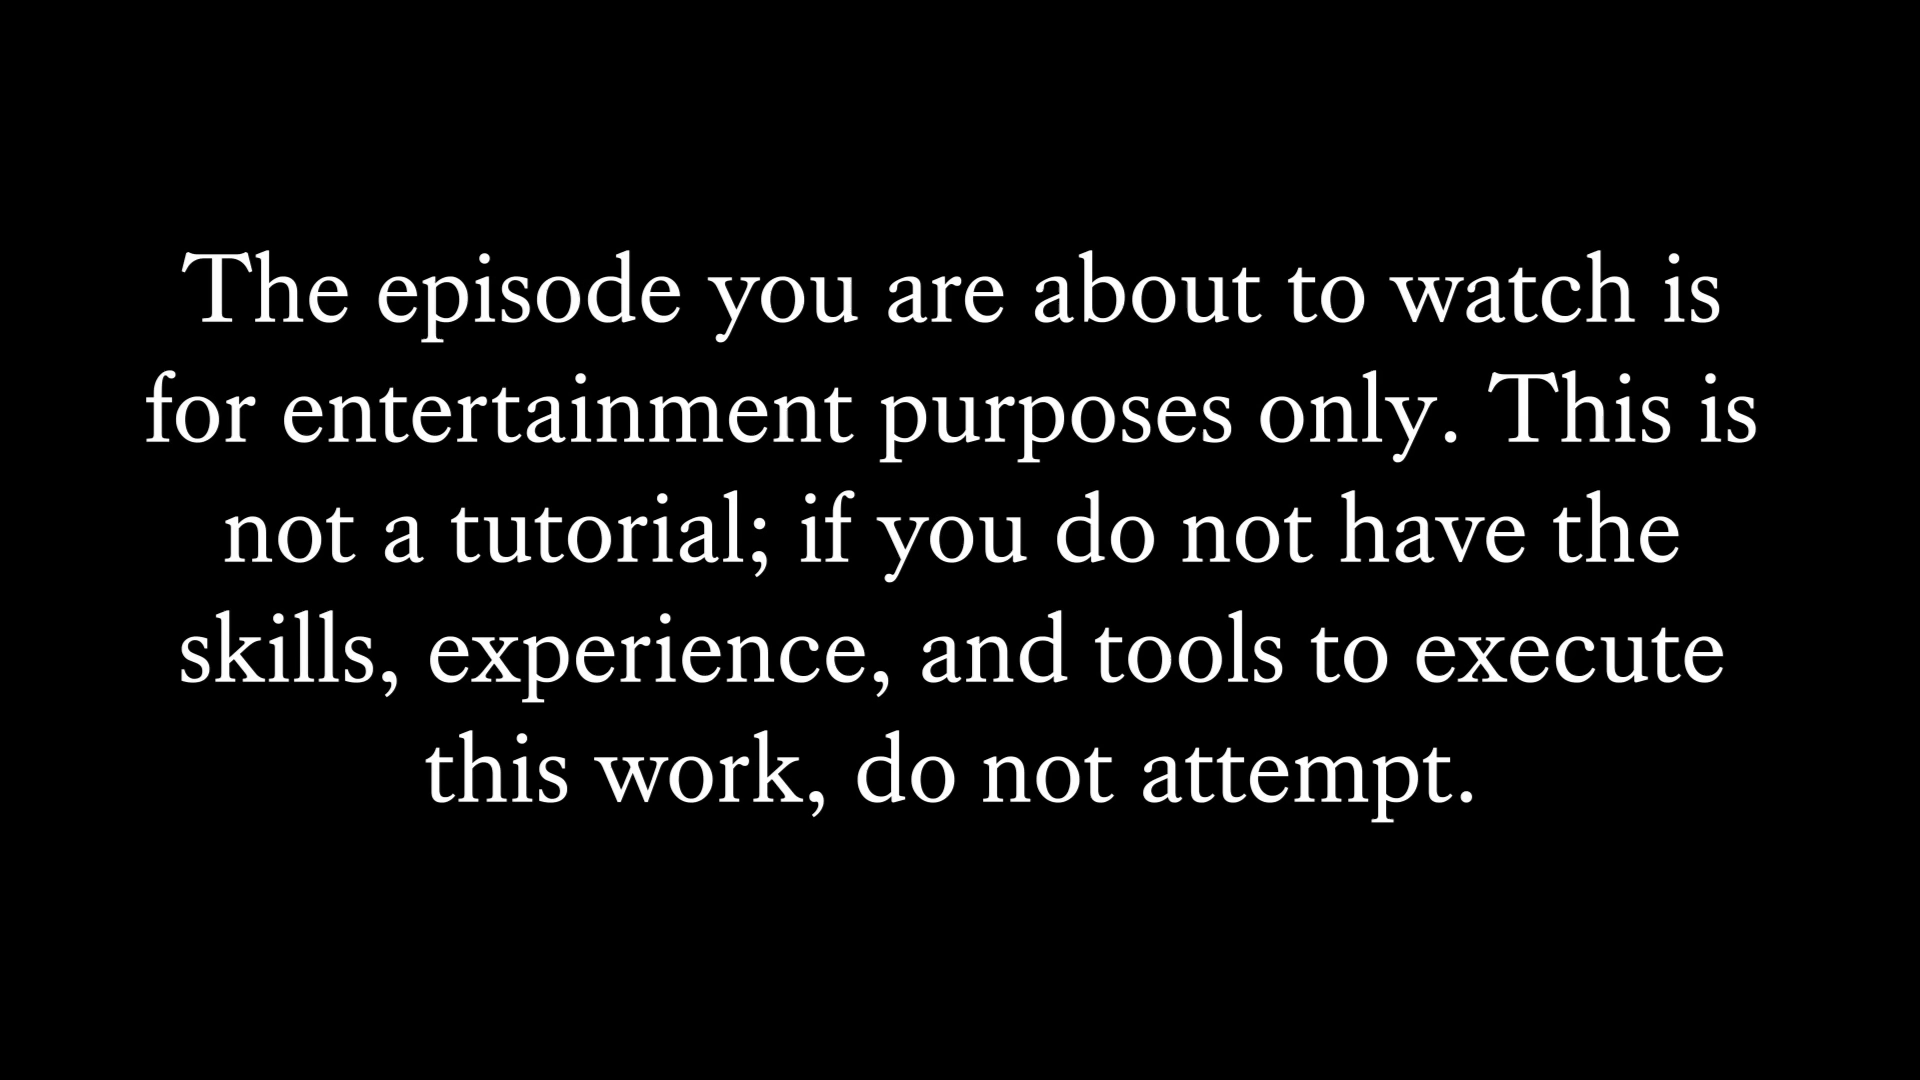 The episode you are about to watch is
for entertainment purposes only. This is
not a tutorial; if you do not have the
skills, experience, and tools to execute
this work, do not attempt.